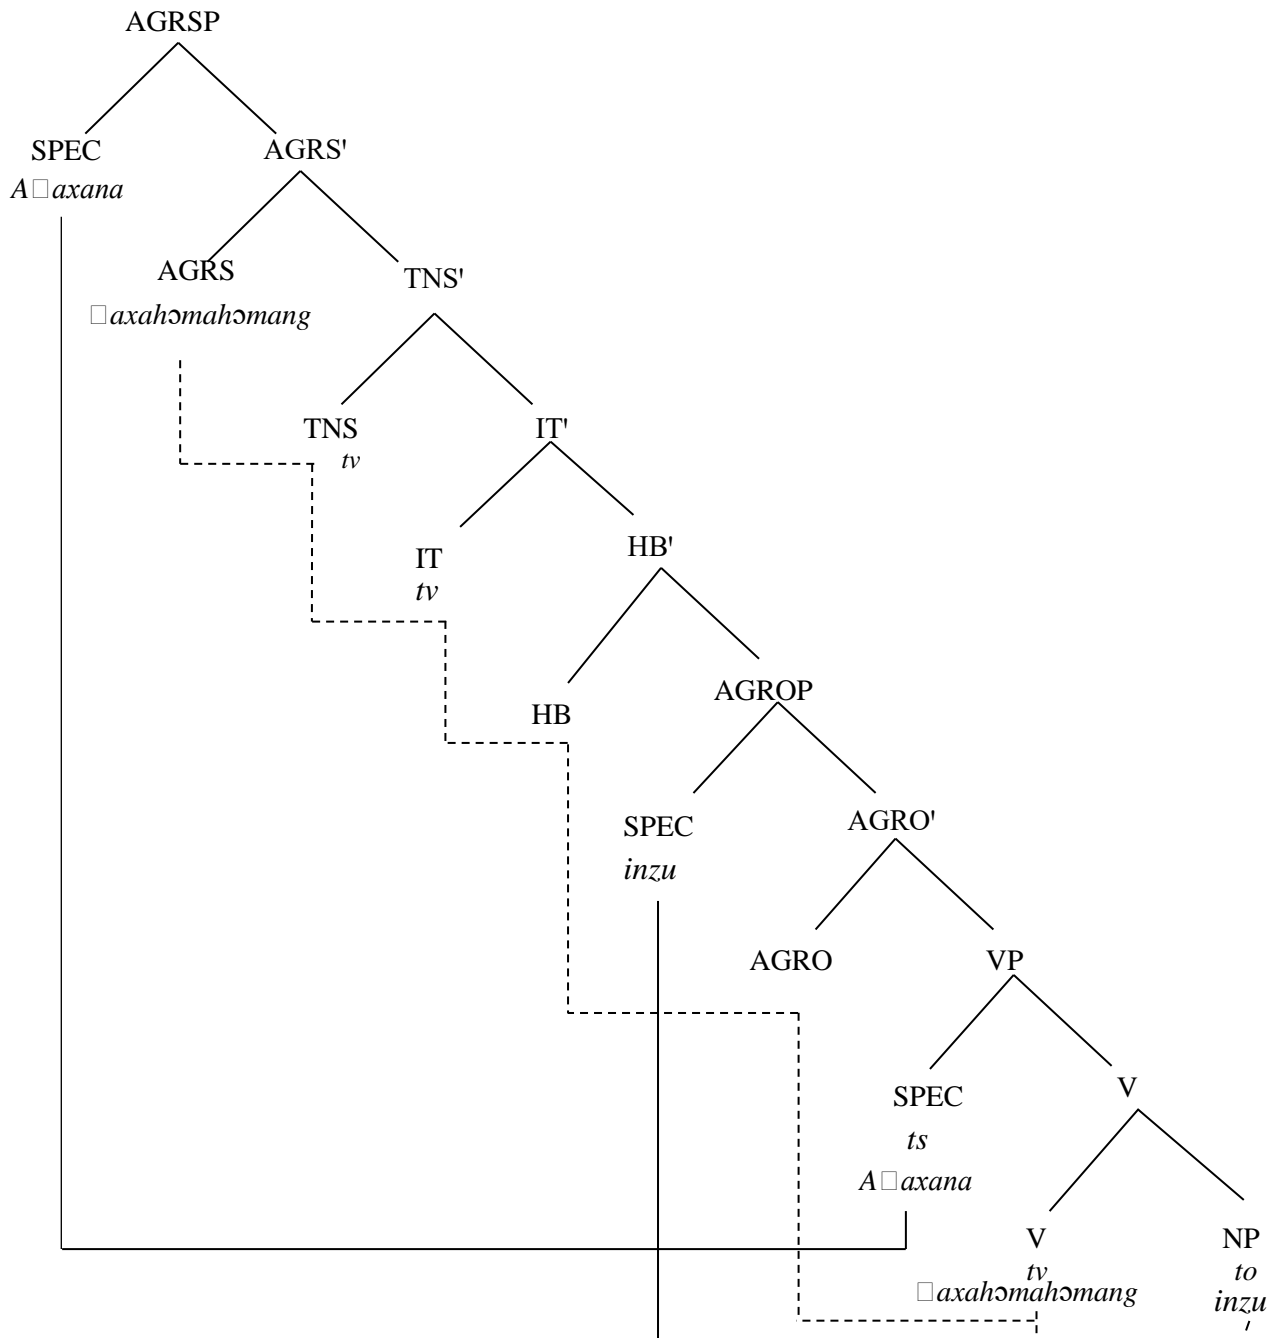 AGRSP
SPEC AGRS'
A□axana
AGRS TNS'
□axahɔmahɔmang
TNS IT'
tv
IT HB'
tv
HB AGROP
SPEC AGRO'
inzu
AGRO VP
SPEC V
ts
A□axana
V NP
tv to
□axahɔmahɔmang inzu